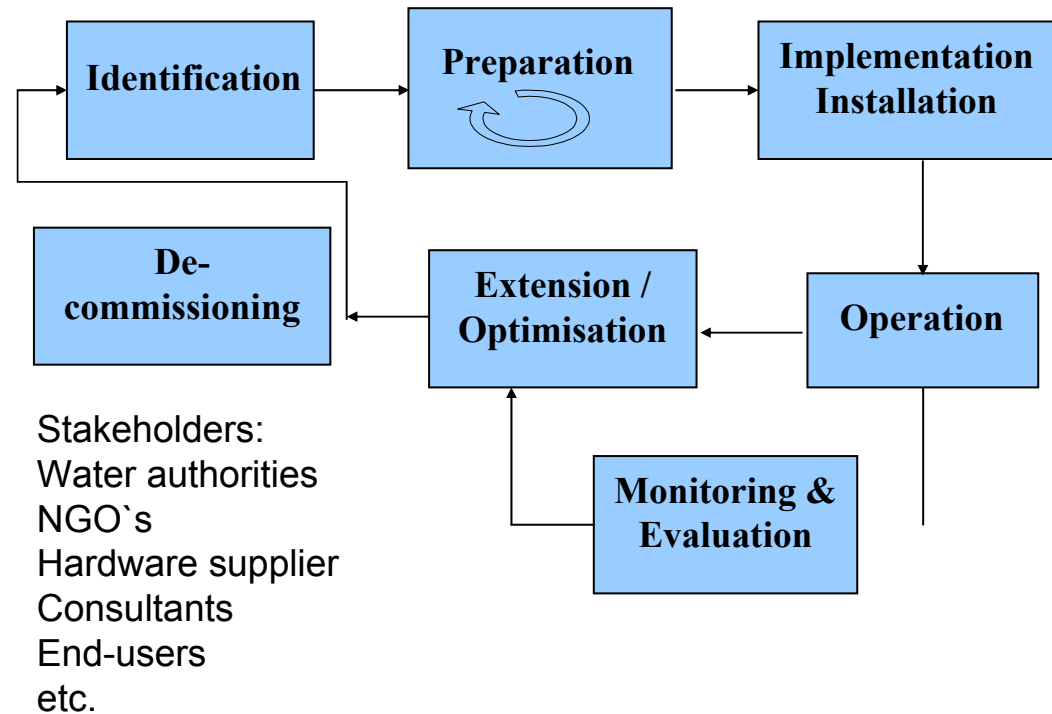 Identification
Preparation
Implementation
Installation
De-
commissioning
Extension /
Optimisation
Operation
Monitoring &
Evaluation
Stakeholders:
Water authorities
NGO`s
Hardware supplier
Consultants
End-users
etc.